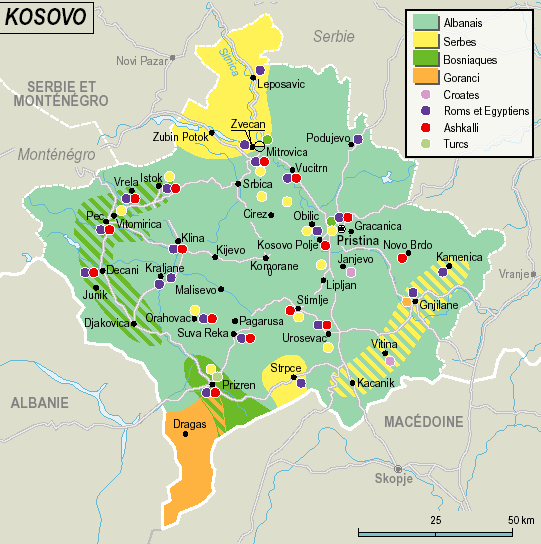 KOSOVO
Albanais
Serbes
Bosniaques
Goranci
Croates
Roms et Egyptiens
Ashkalli
Turcs
Serbie
Novi Pazar
SERBIE ET
MONTÉNÉGRO
Monténégro
Leposavic
Zvecan
Zubin Potok
Mitrovica
Podujevo
Vucitrn
Istok
Vrela
Srbica
Pec
Vitomirica
Cirez
Obilic
Gracanica
Pristina
Klina
Kijevo
Kosovo Polje
Novo Brdo
Kamenica
Komorane
Janjevo
Decani
Kraljane
Vranje
Junik
Malisevo
Lipljan
Gnjilane
Stimlje
Djakovica
Orahovac
Pagarusa
Suva Reka
Urosevac
Vitina
Strpce
Prizren
Kacanik
ALBANIE
Dragas
MACÉDOINE
Skopje
25
50 km